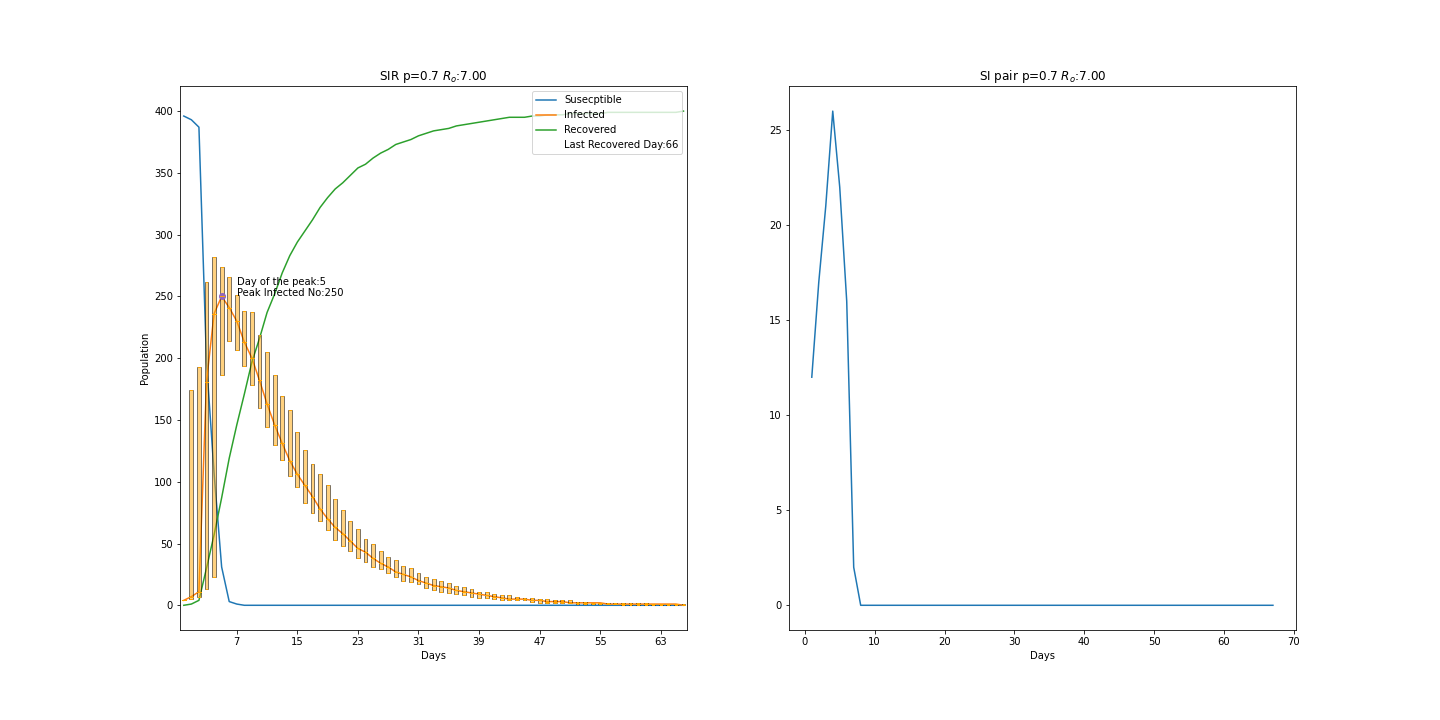 SIR p=0.7 Rₒ:7.00
Susecptible
Infected
Recovered
Last Recovered Day:66
400
350
300
250
200
150
100
50
0
Population
Day of the peak:5
Peak Infected No:250
7 15 23 31 39 47 55 63
Days
SI pair p=0.7 Rₒ:7.00
25
20
15
10
5
0
0 10 20 30 40 50 60 70
Days